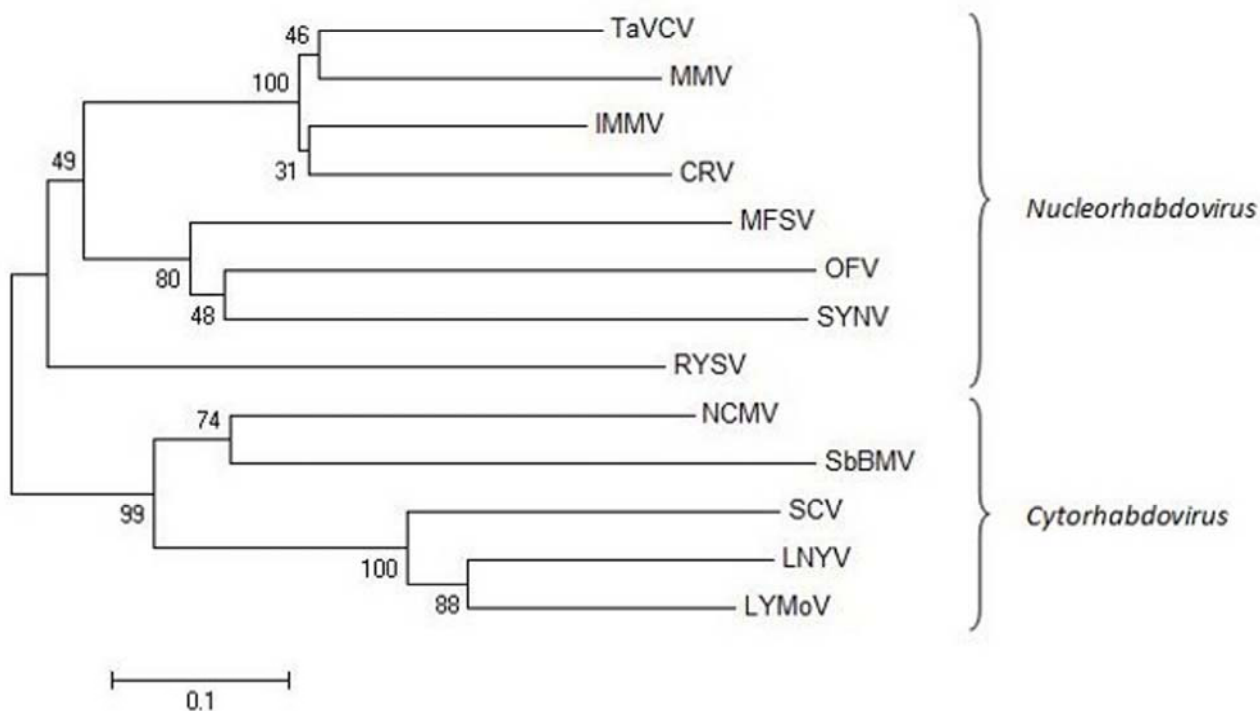 46
TaVCV
MMV
100
IMMV
31
CRV
49
MFSV
80
OFV
48
SYNV
RYSV
Nucleorhabdovirus
74
NCMV
SbBMV
99
SCV
100
LNYV
88
LYMoV
Cytorhabdovirus
0.1